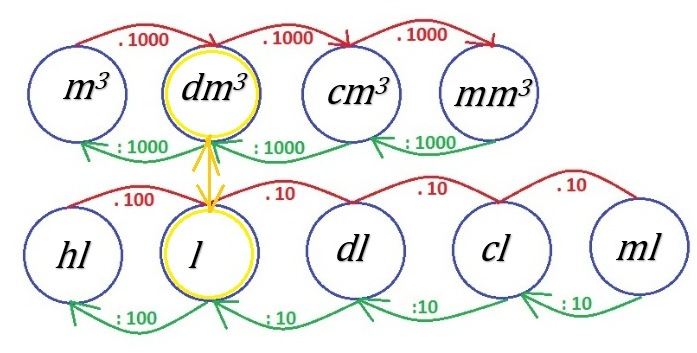 . 1000 . 1000 . 1000
m³ dm³ cm³ mm³
: 1000 : 1000 : 1000
. 100 . 10 . 10 . 10
hl l dl cl ml
: 100 : 10 :10 : 10